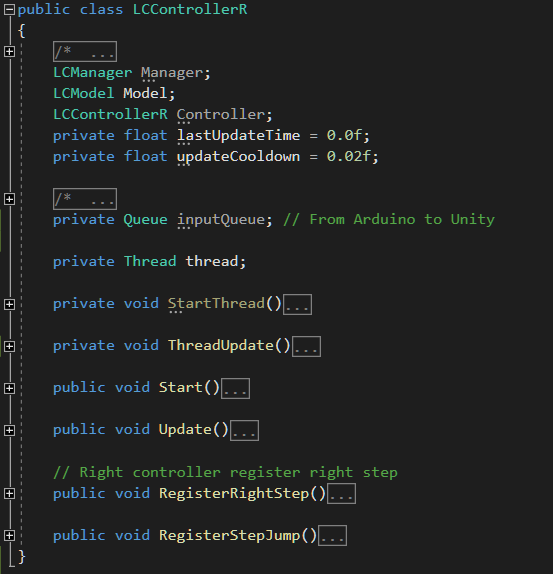 public class LCControllerR
{
/* ...
LCManager Manager;
LCModel Model;
LCControllerR Controller;
private float lastUpdateTime = 0.0f;
private float updateCooldown = 0.02f;
/* ...
private Queue inputQueue; // From Arduino to Unity
private Thread thread;
private void StartThread()...
private void ThreadUpdate()...
public void Start()...
public void Update()...
// Right controller register right step
public void RegisterRightStep()...
public void RegisterStepJump()...
}